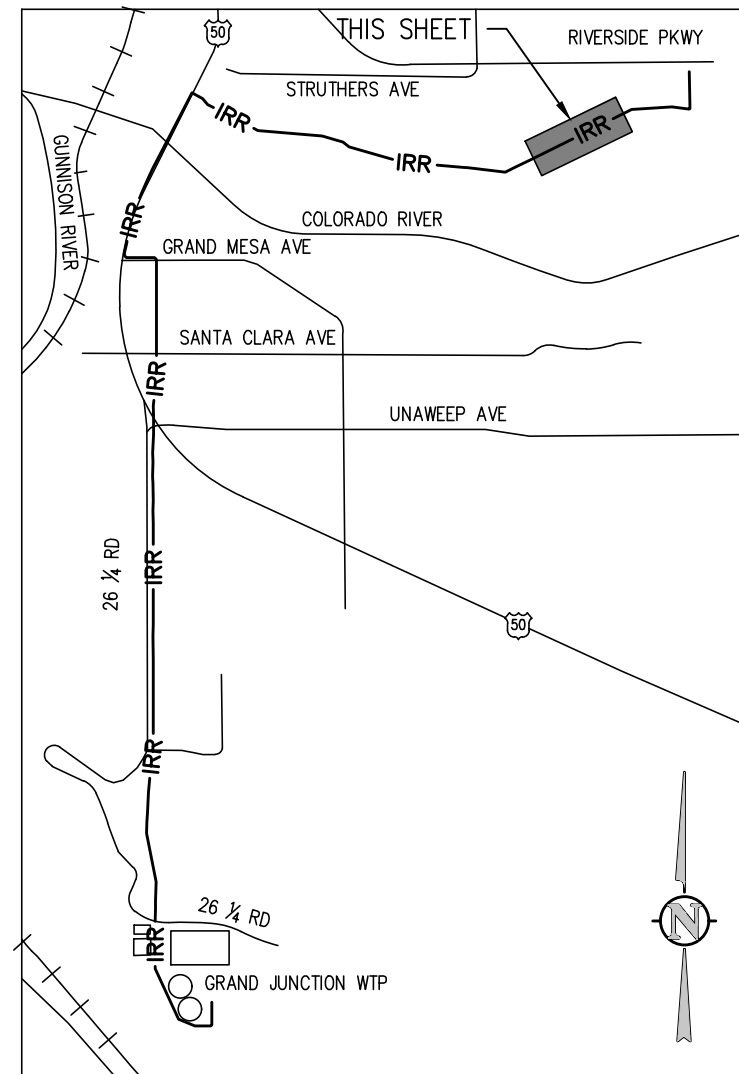 50
THIS SHEET
RIVERSIDE PKWY
STRUTHERS AVE
IRR
IRR
IRR
GUNNISON RIVER
IRR
COLORADO RIVER
GRAND MESA AVE
SANTA CLARA AVE
IRR
UNAWEEP AVE
26 ¼ RD
IRR
50
IRR
26 ¼ RD
N
IRR
GRAND JUNCTION WTP